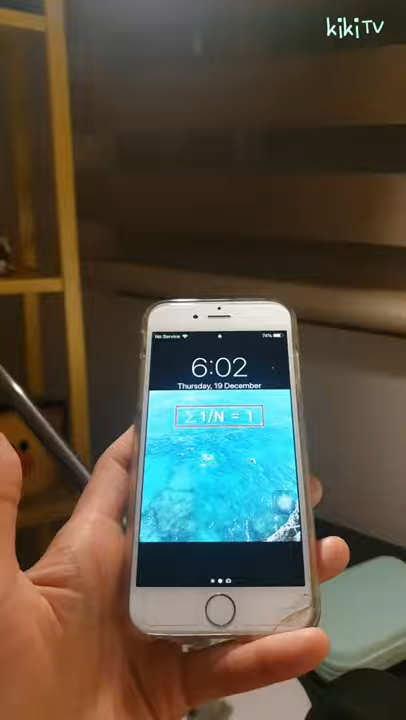 kikiTV
No Service 74%
6:02
Thursday, 19 December
Σ 1/N = 1